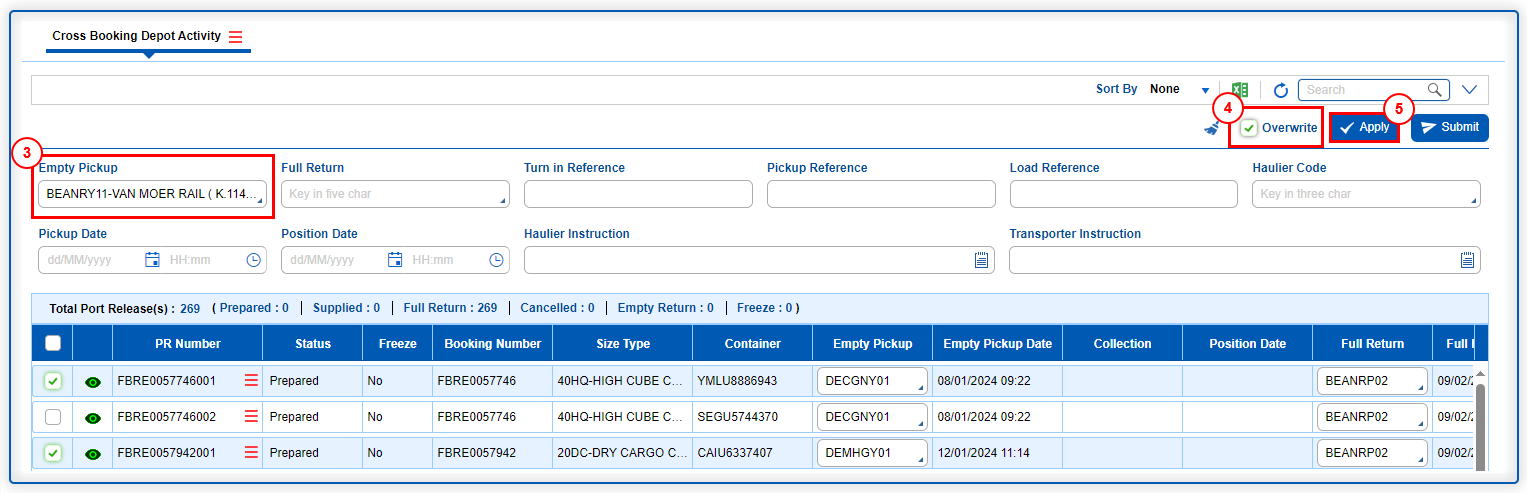 Cross Booking Depot Activity
Sort By None Search
4 5
Overwrite Apply Submit
3
Empty Pickup Full Return Turn in Reference Pickup Reference Load Reference Haulier Code
BEANRY11-VAN MOER RAIL ( K.114... Key in five char Key in three char
Pickup Date Position Date Haulier Instruction Transporter Instruction
dd/MM/yyyy HH:mm dd/MM/yyyy HH:mm
Total Port Release(s) : 269 ( Prepared : 0 | Supplied : 0 | Full Return : 269 | Cancelled : 0 | Empty Return : 0 | Freeze : 0 )
PR Number Status Freeze Booking Number Size Type Container Empty Pickup Empty Pickup Date Collection Position Date Full Return Full
FBRE0057746001 Prepared No FBRE0057746 40HQ-HIGH CUBE C... YMLU8886943 DECGNY01 08/01/2024 09:22 BEANRP02 09/02/2
FBRE0057746002 Prepared No FBRE0057746 40HQ-HIGH CUBE C... SEGU5744370 DECGNY01 08/01/2024 09:22 BEANRP02 09/02/2
FBRE0057942001 Prepared No FBRE0057942 20DC-DRY CARGO C... CAIU6337407 DEMHGY01 12/01/2024 11:14 BEANRP02 09/02/2